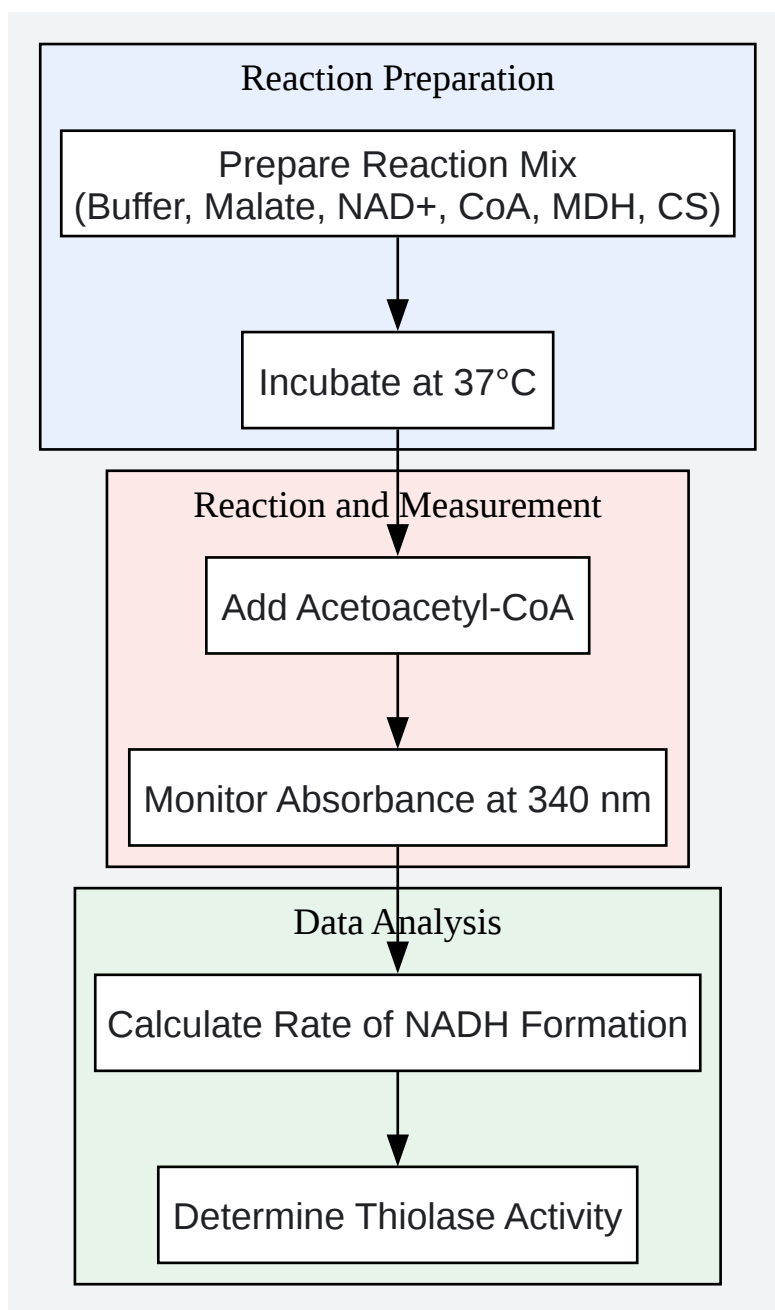 Reaction Preparation
Prepare Reaction Mix
(Buffer, Malate, NAD+, CoA, MDH, CS)
Incubate at 37°C
Reaction and Measurement
Add Acetoacetyl-CoA
Monitor Absorbance at 340 nm
Data Analysis
Calculate Rate of NADH Formation
Determine Thiolase Activity